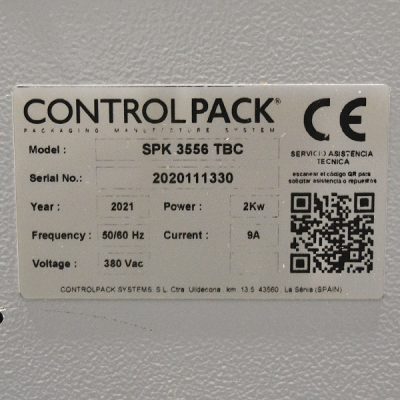 CONTROLPACK®
PACKAGING MANUFACTURE SYSTEM
CE
Model : SPK 3556 TBC
Serial No.: 2020111330
Year : 2021 Power : 2Kw
Frequency : 50/60 Hz Current : 9A
Voltage : 380 Vac
SERVICIO ASISTENCIA
TÉCNICA
escanear el código QR para
solicitar asistencia o repuestos
CONTROLPACK SYSTEMS, S.L. Ctra. Ulldecona, km. 13.5 43560 . La Sénia (SPAIN)